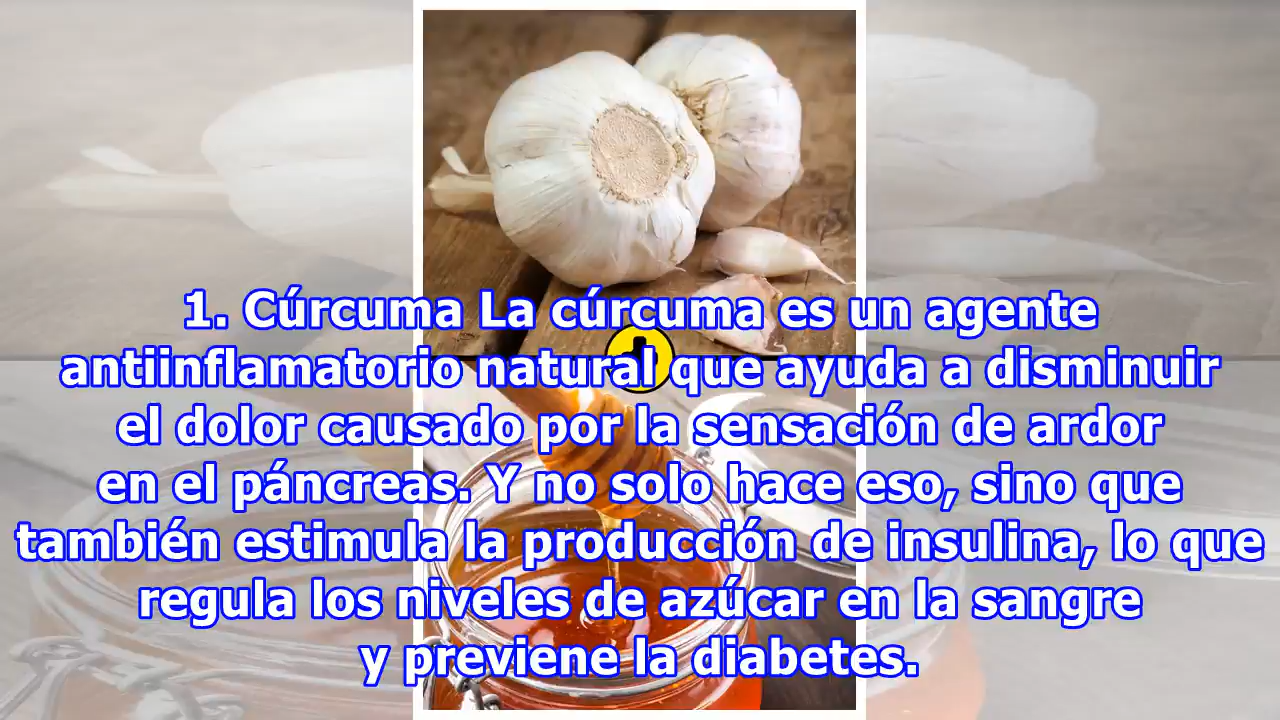 1. Cúrcuma La cúrcuma es un agente
antiinflamatorio natural que ayuda a disminuir
el dolor causado por la sensación de ardor
en el páncreas. Y no solo hace eso, sino que
también estimula la producción de insulina, lo que
regula los niveles de azúcar en la sangre
y previene la diabetes.